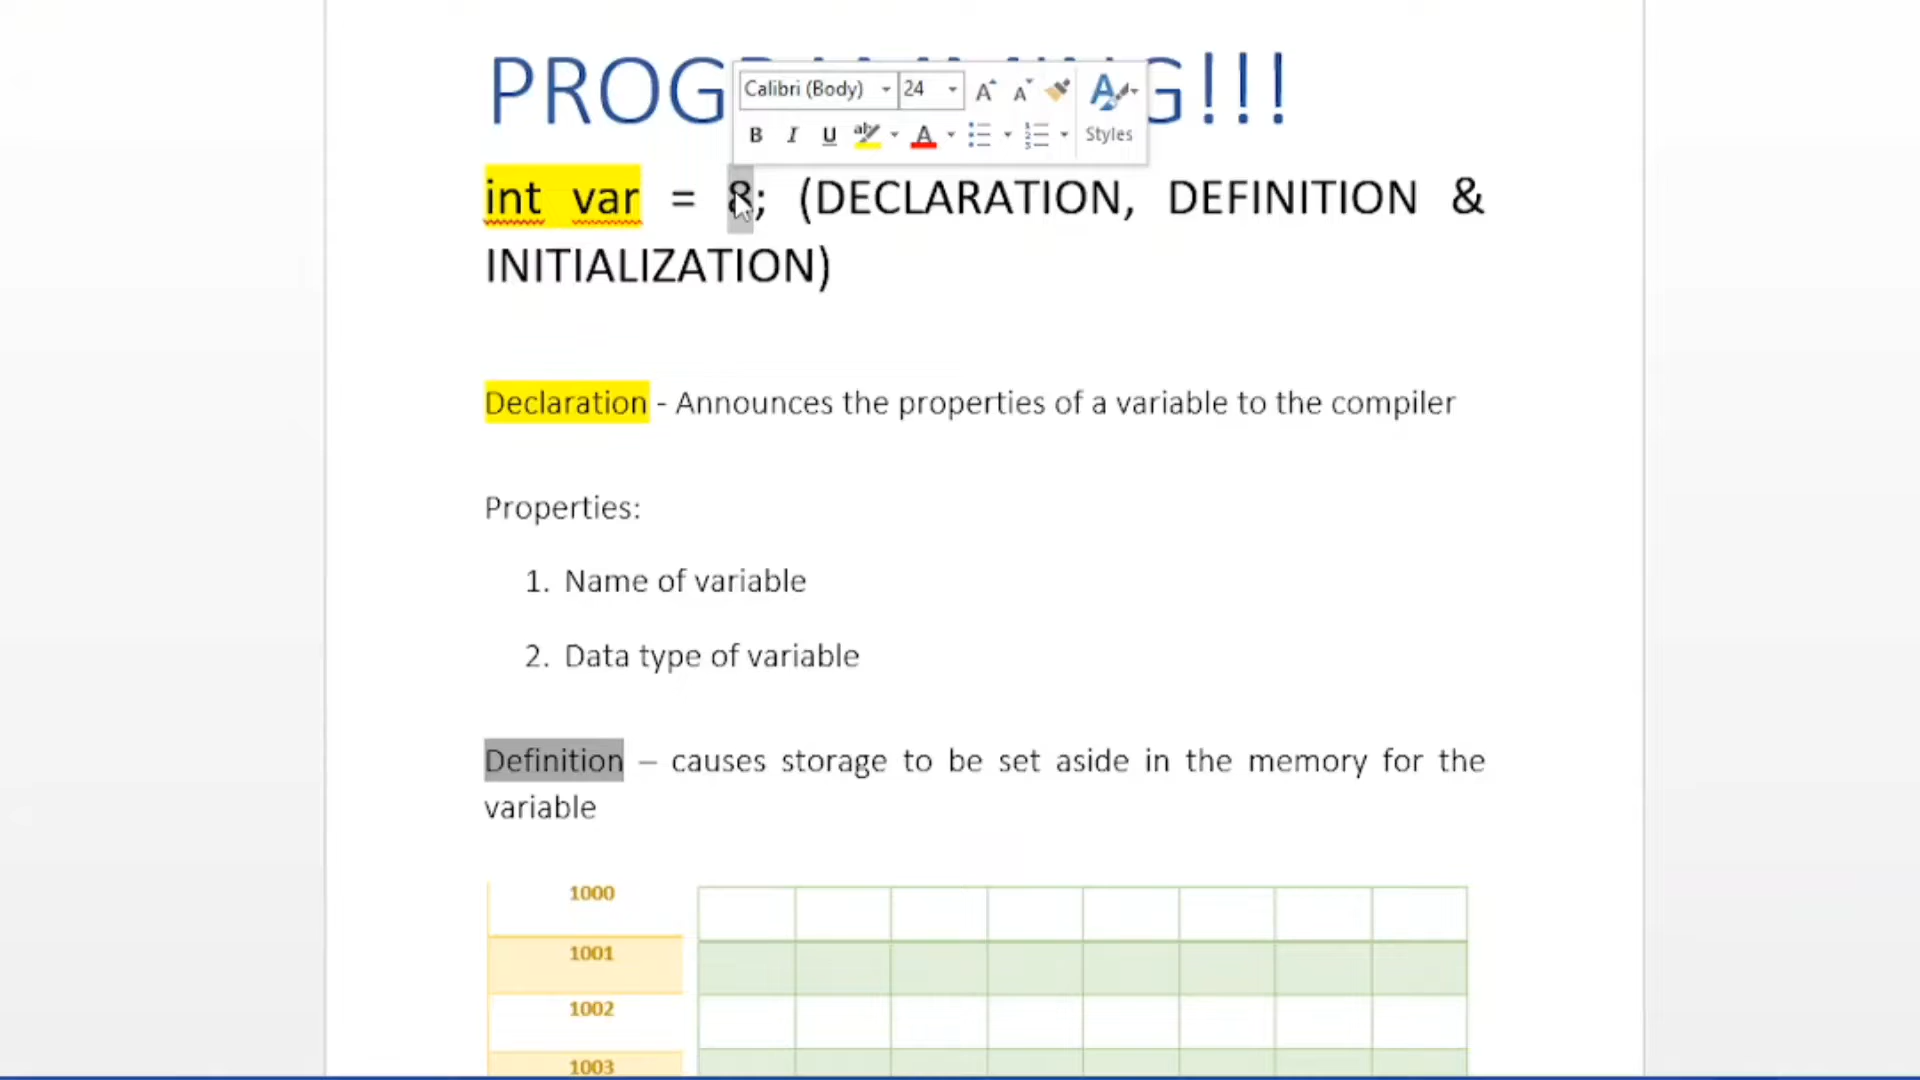 PROG G!!!
Calibri (Body) 24
B I U Styles
int var = 8; (DECLARATION, DEFINITION &
INITIALIZATION)
Declaration - Announces the properties of a variable to the compiler
Properties:
1. Name of variable
2. Data type of variable
Definition – causes storage to be set aside in the memory for the
variable
1000
1001
1002
1003